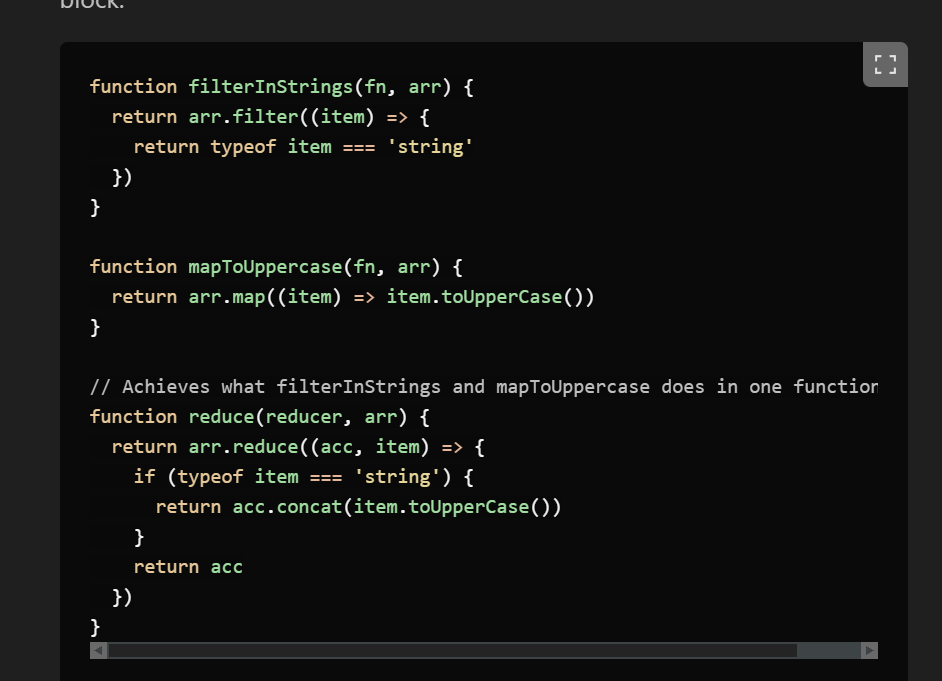 block.
function filterInStrings(fn, arr) {
  return arr.filter((item) => {
    return typeof item === 'string'
  })
}

function mapToUppercase(fn, arr) {
  return arr.map((item) => item.toUpperCase())
}

// Achieves what filterInStrings and mapToUppercase does in one function
function reduce(reducer, arr) {
  return arr.reduce((acc, item) => {
    if (typeof item === 'string') {
      return acc.concat(item.toUpperCase())
    }
    return acc
  })
}